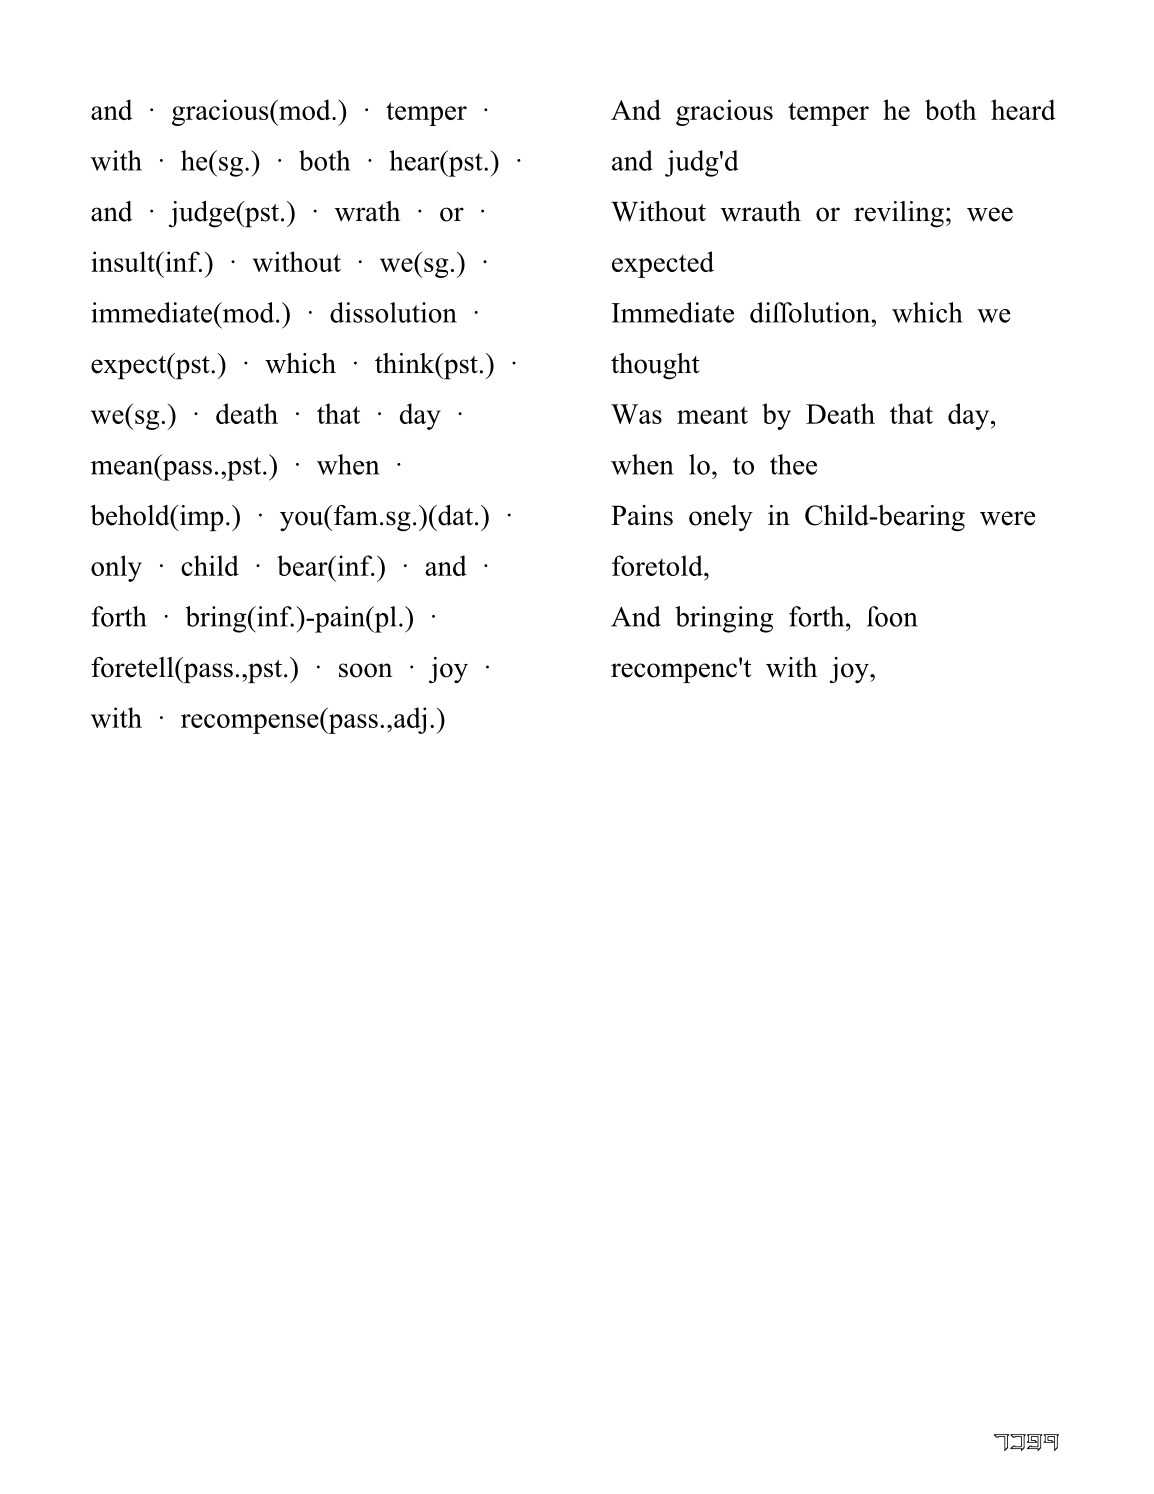 and · gracious(mod.) · temper ·
with · he(sg.) · both · hear(pst.) ·
and · judge(pst.) · wrath · or ·
insult(inf.) · without · we(sg.) ·
immediate(mod.) · dissolution ·
expect(pst.) · which · think(pst.) ·
we(sg.) · death · that · day ·
mean(pass.,pst.) · when ·
behold(imp.) · you(fam.sg.)(dat.) ·
only · child · bear(inf.) · and ·
forth · bring(inf.)-pain(pl.) ·
foretell(pass.,pst.) · soon · joy ·
with · recompense(pass.,adj.)
And gracious temper he both heard
and judg'd
Without wrauth or reviling; wee
expected
Immediate diſſolution, which we
thought
Was meant by Death that day,
when lo, to thee
Pains onely in Child-bearing were
foretold,
And bringing forth, ſoon
recompenc't with joy,